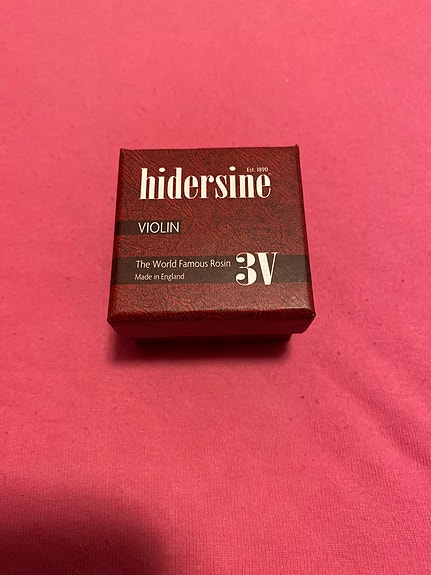 Est. 1890
hidersine
VIOLIN
The World Famous Rosin
Made in England
3V